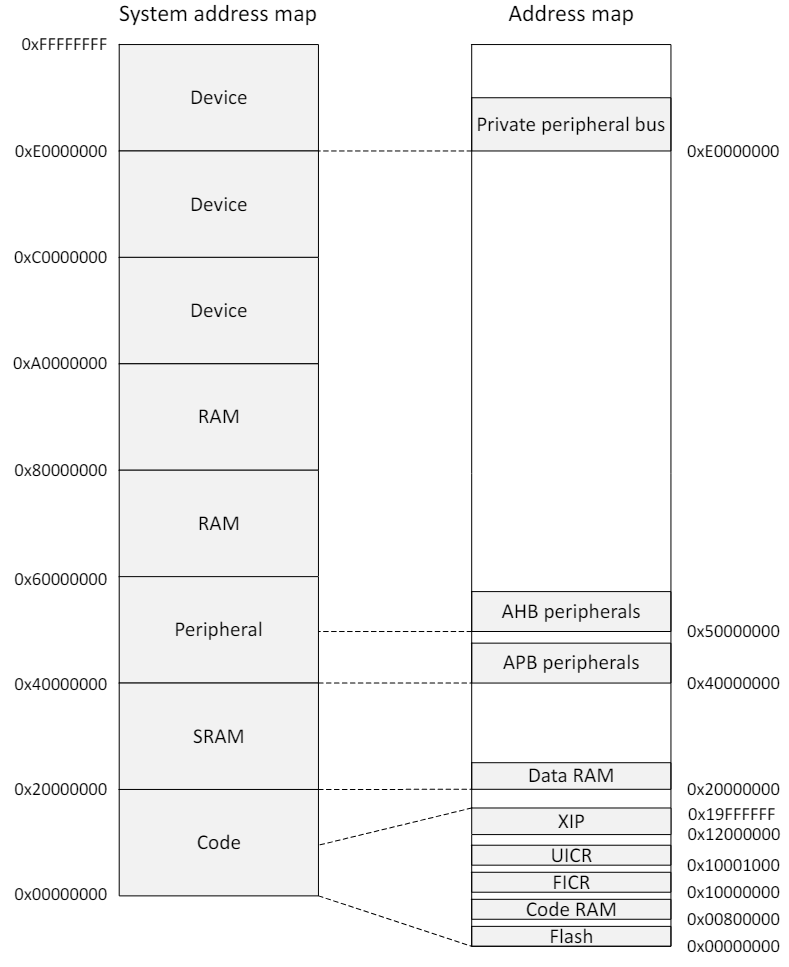 System address map
Address map
0xFFFFFFFF
Device
Private peripheral bus
0xE0000000
0xE0000000
Device
0xC0000000
Device
0xA0000000
RAM
0x80000000
RAM
0x60000000
AHB peripherals
Peripheral
0x50000000
APB peripherals
0x40000000
0x40000000
SRAM
Data RAM
0x20000000
0x20000000
0x19FFFFFF
XIP
0x12000000
Code
UICR
0x10001000
FICR
0x00000000
0x10000000
Code RAM
0x00800000
Flash
0x00000000